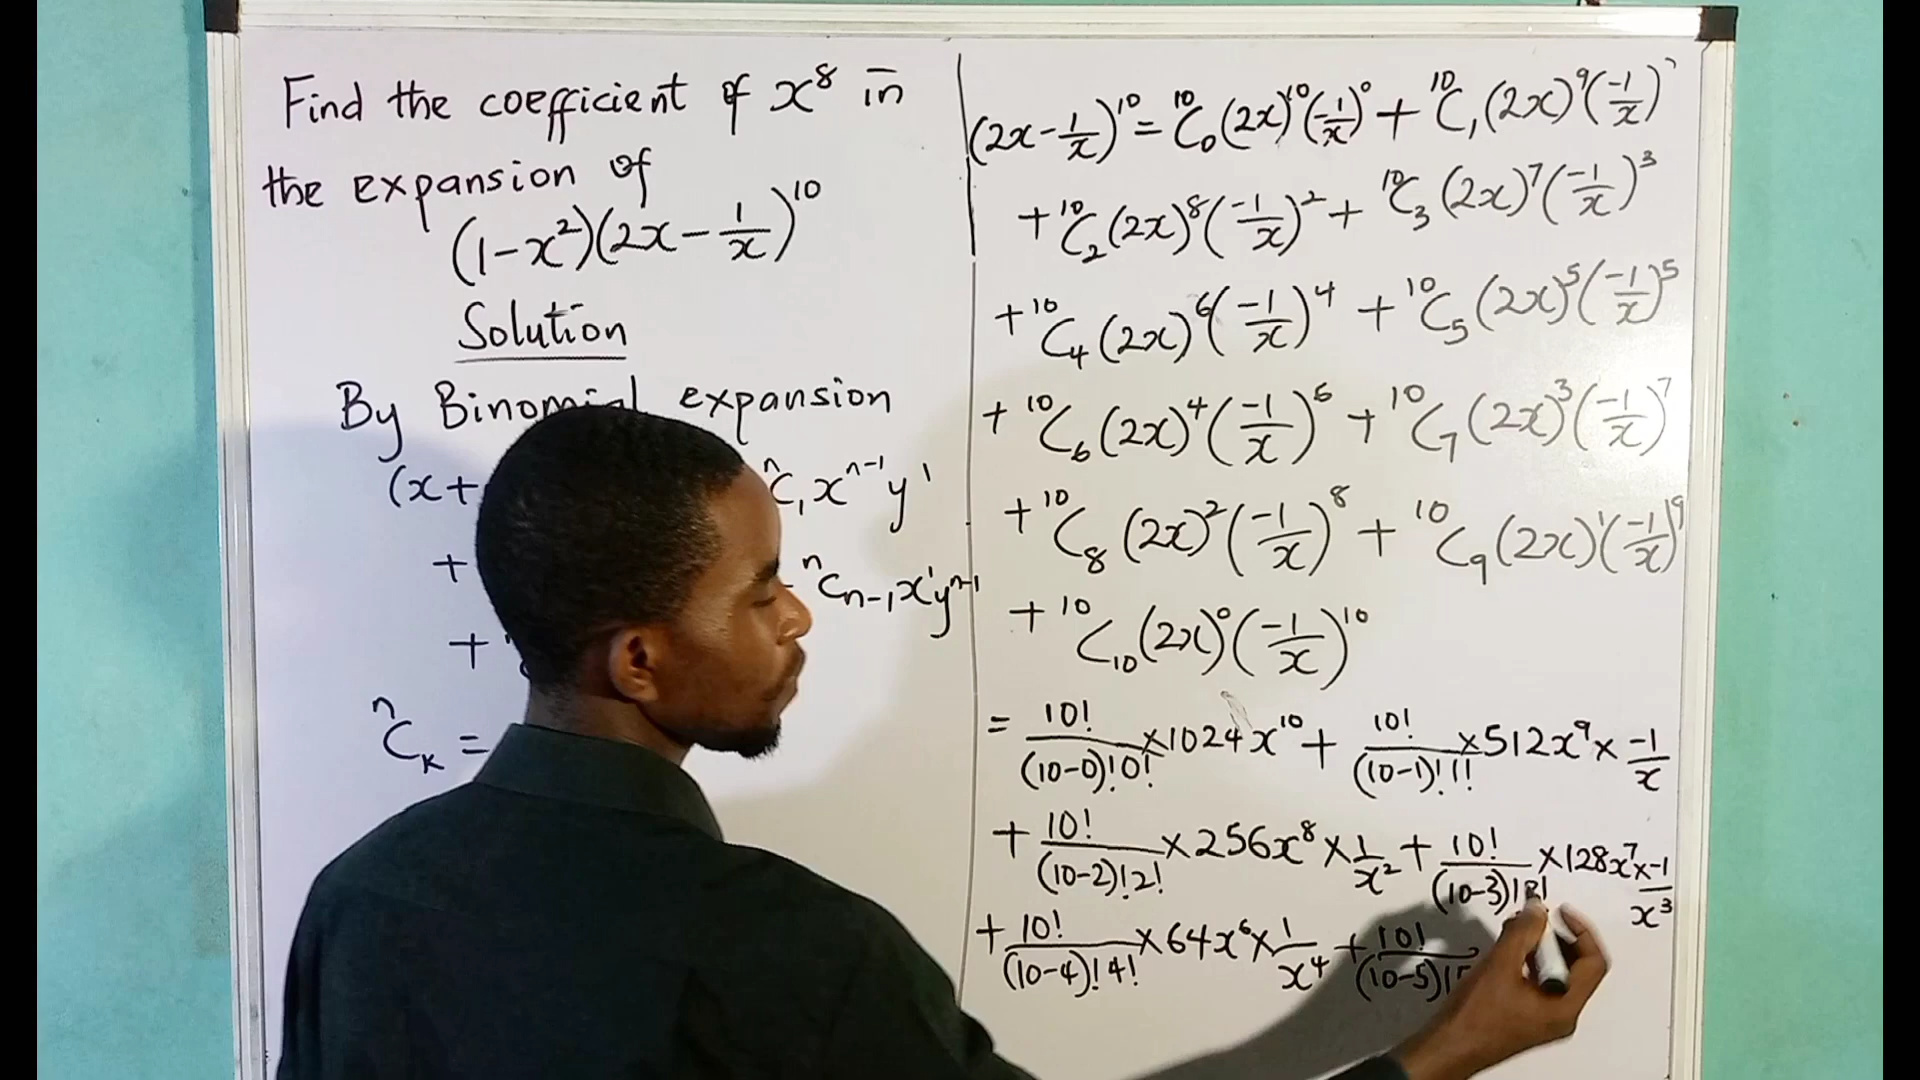 Find the coefficient of x⁸ in
the expansion of
(1-x²)(2x - 1/x)¹⁰
Solution
By Binomial expansion
(x+ ⁿC₁xⁿ⁻¹y¹
+ ⁿCₙ₋₁x¹yⁿ⁻¹
+
ⁿCₖ =
(2x - 1/x)¹⁰ = ¹⁰C₀(2x)¹⁰(-1/x)⁰ + ¹⁰C₁(2x)⁹(-1/x)¹
+ ¹⁰C₂(2x)⁸(-1/x)² + ¹⁰C₃(2x)⁷(-1/x)³
+ ¹⁰C₄(2x)⁶(-1/x)⁴ + ¹⁰C₅(2x)⁵(-1/x)⁵
+ ¹⁰C₆(2x)⁴(-1/x)⁶ + ¹⁰C₇(2x)³(-1/x)⁷
+ ¹⁰C₈(2x)²(-1/x)⁸ + ¹⁰C₉(2x)¹(-1/x)⁹
+ ¹⁰C₁₀(2x)⁰(-1/x)¹⁰
= 10!/(10-0)!0! ×1024x¹⁰ + 10!/(10-1)!1! ×512x⁹ × -1/x
+ 10!/(10-2)!2! ×256x⁸ × 1/x² + 10!/(10-3)!3! ×128x⁷ × -1/x³
+ 10!/(10-4)!4! ×64x⁶ × 1/x⁴ + 10!/(10-5)!5